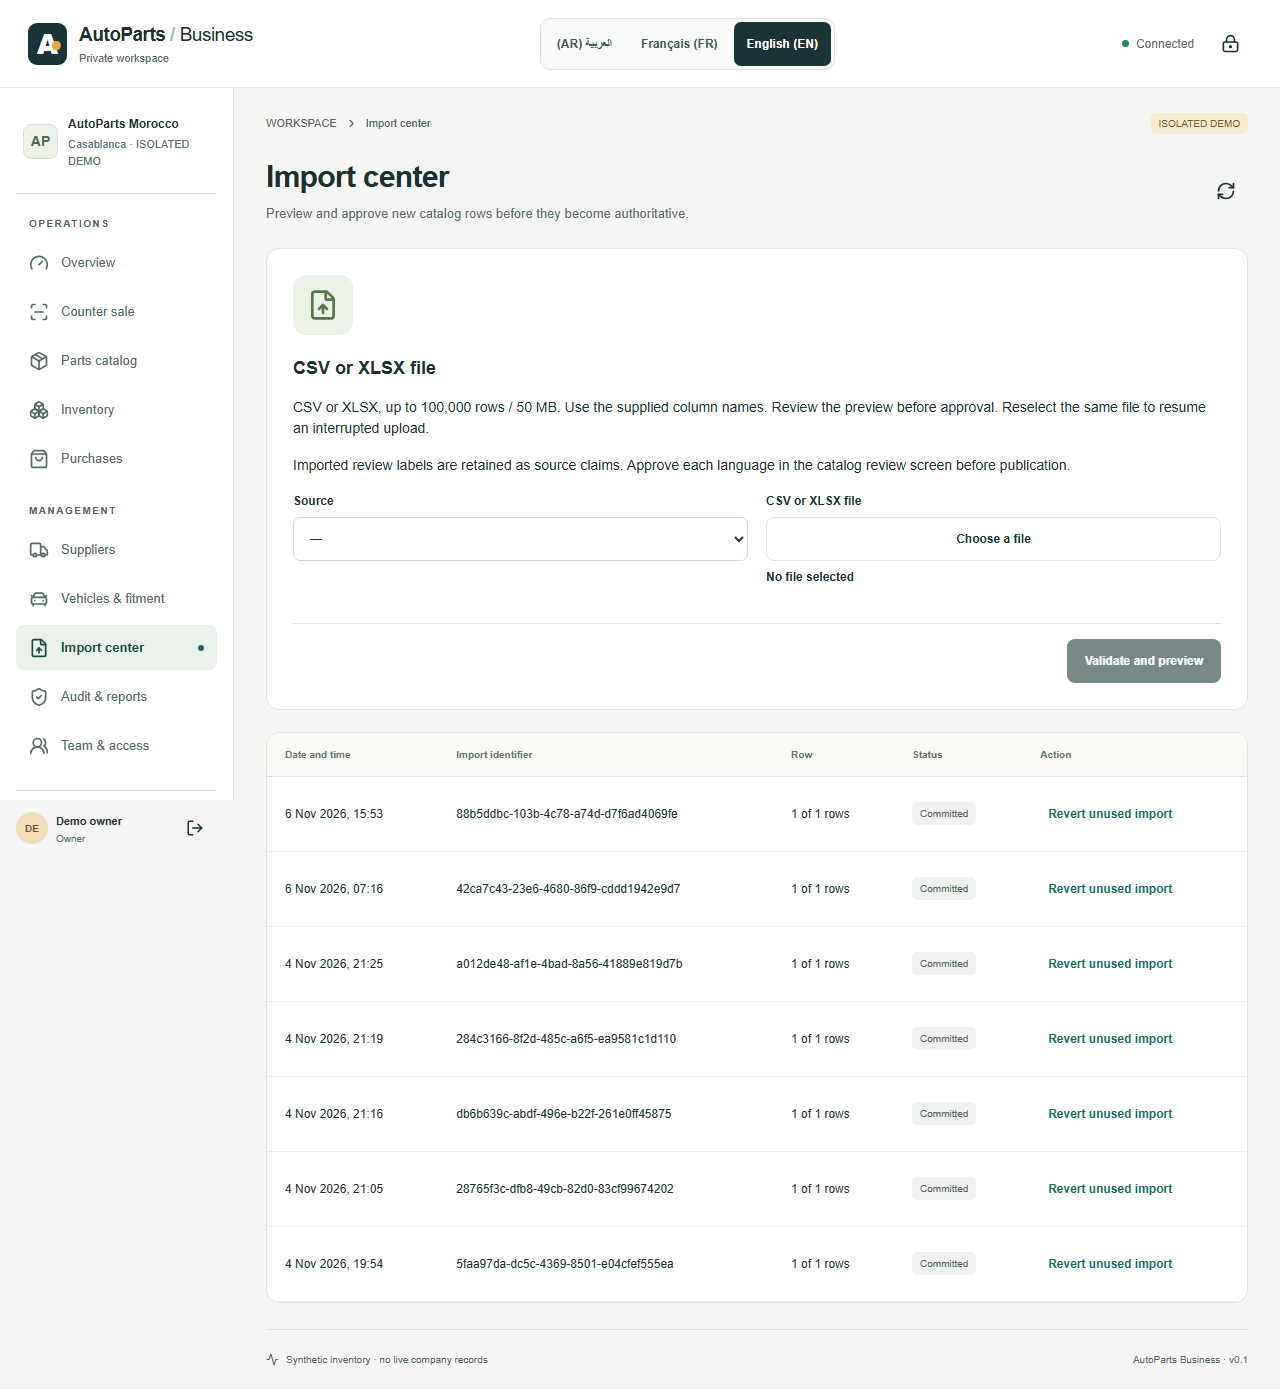 AutoParts / Business
Private workspace
العربية (AR)
Français (FR)
English (EN)
Connected
AP
AutoParts Morocco
Casablanca · ISOLATED
DEMO
OPERATIONS
Overview
Counter sale
Parts catalog
Inventory
Purchases
MANAGEMENT
Suppliers
Vehicles & fitment
Import center
Audit & reports
Team & access
DE
Demo owner
Owner
WORKSPACE > Import center
ISOLATED DEMO
Import center
Preview and approve new catalog rows before they become authoritative.
CSV or XLSX file
CSV or XLSX, up to 100,000 rows / 50 MB. Use the supplied column names. Review the preview before approval. Reselect the same file to resume
an interrupted upload.
Imported review labels are retained as source claims. Approve each language in the catalog review screen before publication.
Source
—
CSV or XLSX file
Choose a file
No file selected
Validate and preview
Date and time Import identifier Row Status Action
6 Nov 2026, 15:53 88b5ddbc-103b-4c78-a74d-d7f6ad4069fe 1 of 1 rows Committed Revert unused import
6 Nov 2026, 07:16 42ca7c43-23e6-4680-86f9-cddd1942e9d7 1 of 1 rows Committed Revert unused import
4 Nov 2026, 21:25 a012de48-af1e-4bad-8a56-41889e819d7b 1 of 1 rows Committed Revert unused import
4 Nov 2026, 21:19 284c3166-8f2d-485c-a6f5-ea9581c1d110 1 of 1 rows Committed Revert unused import
4 Nov 2026, 21:16 db6b639c-abdf-496e-b22f-261e0ff45875 1 of 1 rows Committed Revert unused import
4 Nov 2026, 21:05 28765f3c-dfb8-49cb-82d0-83cf99674202 1 of 1 rows Committed Revert unused import
4 Nov 2026, 19:54 5faa97da-dc5c-4369-8501-e04cfef555ea 1 of 1 rows Committed Revert unused import
Synthetic inventory · no live company records
AutoParts Business · v0.1